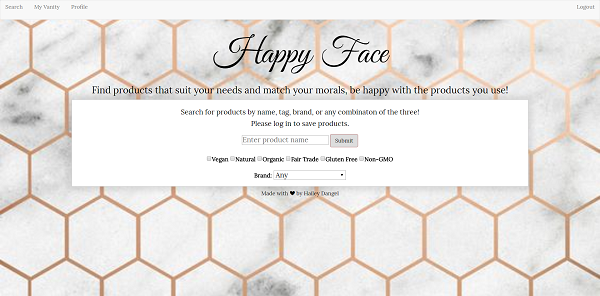 Search My Vanity Profile Logout
Happy Face
Find products that suit your needs and match your morals, be happy with the products you use!
Search for products by name, tag, brand, or any combinaton of the three!
Please log in to save products.
Enter product name Submit
Vegan Natural Organic Fair Trade Gluten Free Non-GMO
Brand: Any
Made with ❤ by Hailey Dangel